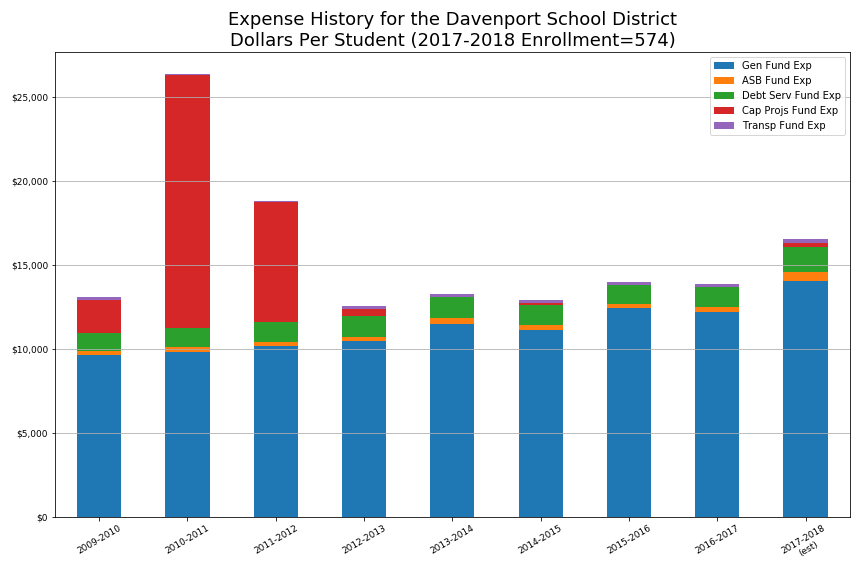 Expense History for the Davenport School District
Dollars Per Student (2017-2018 Enrollment=574)
Gen Fund Exp
ASB Fund Exp
Debt Serv Fund Exp
Cap Projs Fund Exp
Transp Fund Exp
$25,000
$20,000
$15,000
$10,000
$5,000
$0
2009-2010
2010-2011
2011-2012
2012-2013
2013-2014
2014-2015
2015-2016
2016-2017
2017-2018
(est)